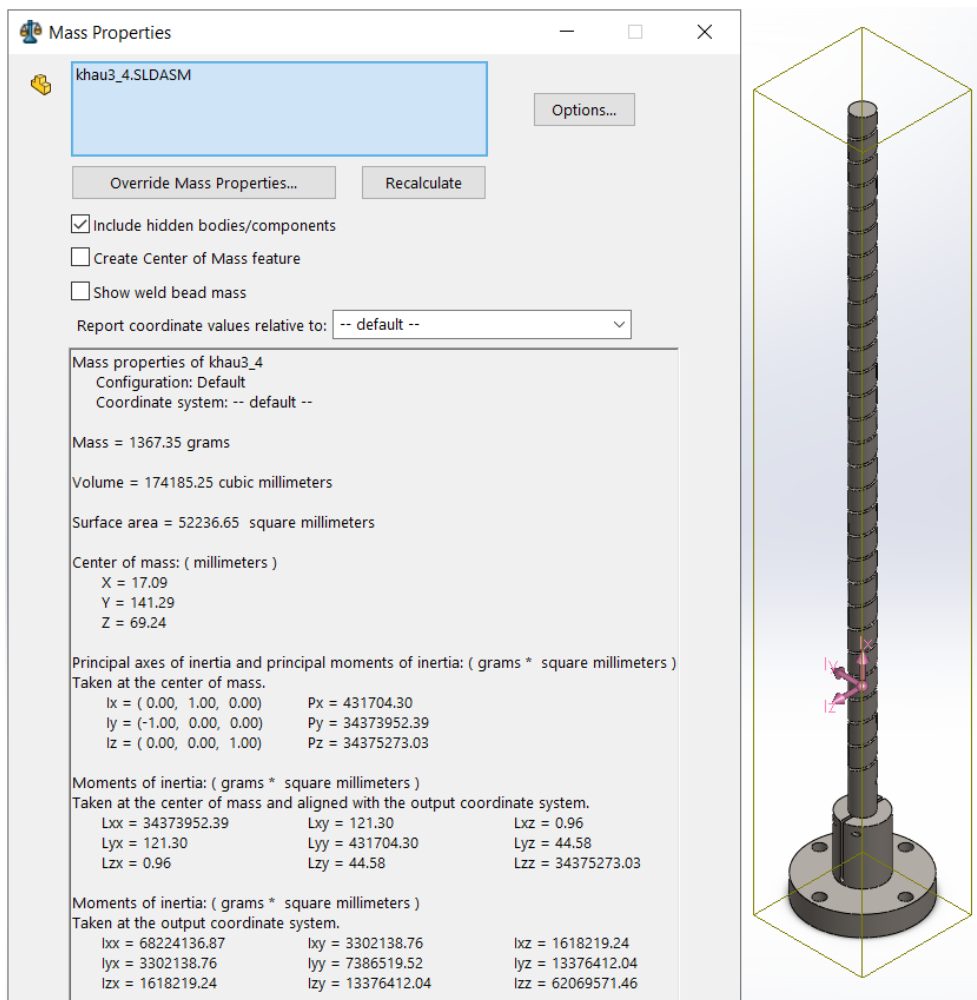 Mass Properties
khau3_4.SLDASM
Options...
Override Mass Properties...
Recalculate
Include hidden bodies/components
Create Center of Mass feature
Show weld bead mass
Report coordinate values relative to: -- default --
Mass properties of khau3_4
Configuration: Default
Coordinate system: -- default --
Mass = 1367.35 grams
Volume = 174185.25 cubic millimeters
Surface area = 52236.65 square millimeters
Center of mass: ( millimeters )
X = 17.09
Y = 141.29
Z = 69.24
Principal axes of inertia and principal moments of inertia: ( grams * square millimeters )
Taken at the center of mass.
Ix = ( 0.00, 1.00, 0.00) Px = 431704.30
Iy = (-1.00, 0.00, 0.00) Py = 34373952.39
Iz = ( 0.00, 0.00, 1.00) Pz = 34375273.03
Moments of inertia: ( grams * square millimeters )
Taken at the center of mass and aligned with the output coordinate system.
Lxx = 34373952.39 Lxy = 121.30 Lxz = 0.96
Lyx = 121.30 Lyy = 431704.30 Lyz = 44.58
Lzx = 0.96 Lzy = 44.58 Lzz = 34375273.03
Moments of inertia: ( grams * square millimeters )
Taken at the output coordinate system.
Ixx = 68224136.87 Ixy = 3302138.76 Ixz = 1618219.24
Iyx = 3302138.76 Iyy = 7386519.52 Iyz = 13376412.04
Izx = 1618219.24 Izy = 13376412.04 Izz = 62069571.46
Ix
Iy
Iz